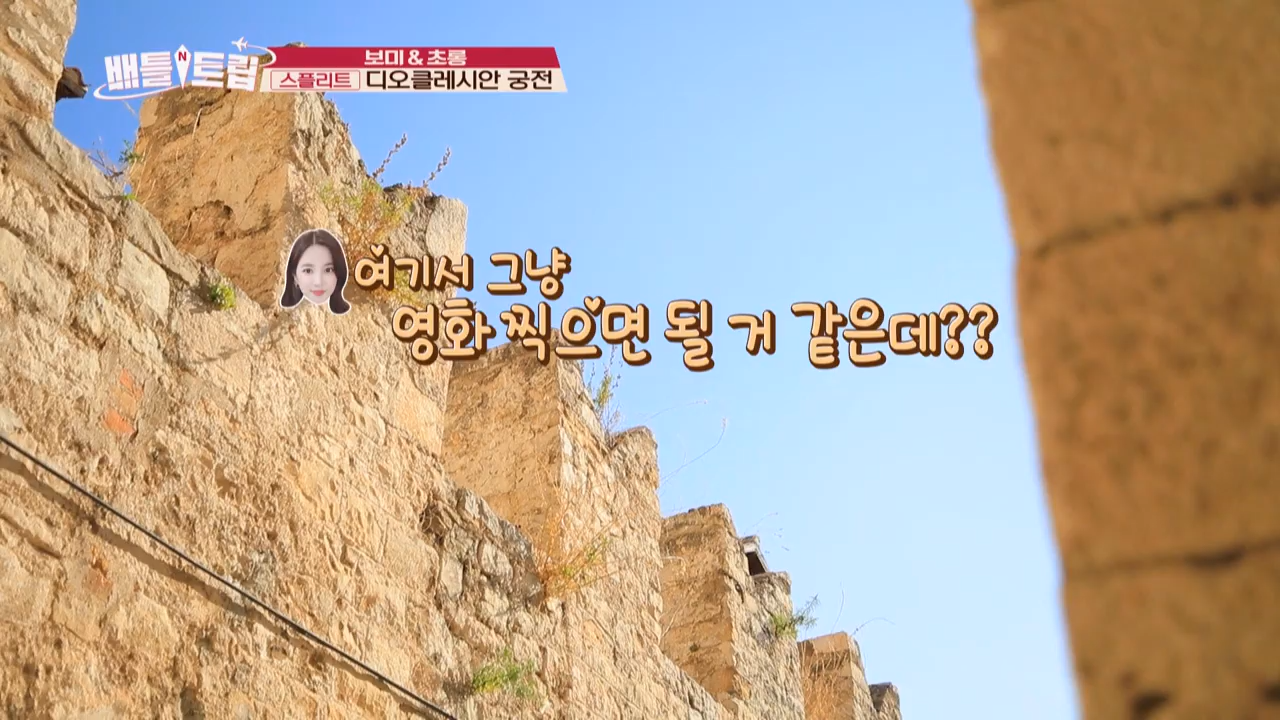 배틀 N 트립
보미 & 초롱
스플리트 디오클레시안 궁전
여기서 그냥
영화 찍으면 될 거 같은데??